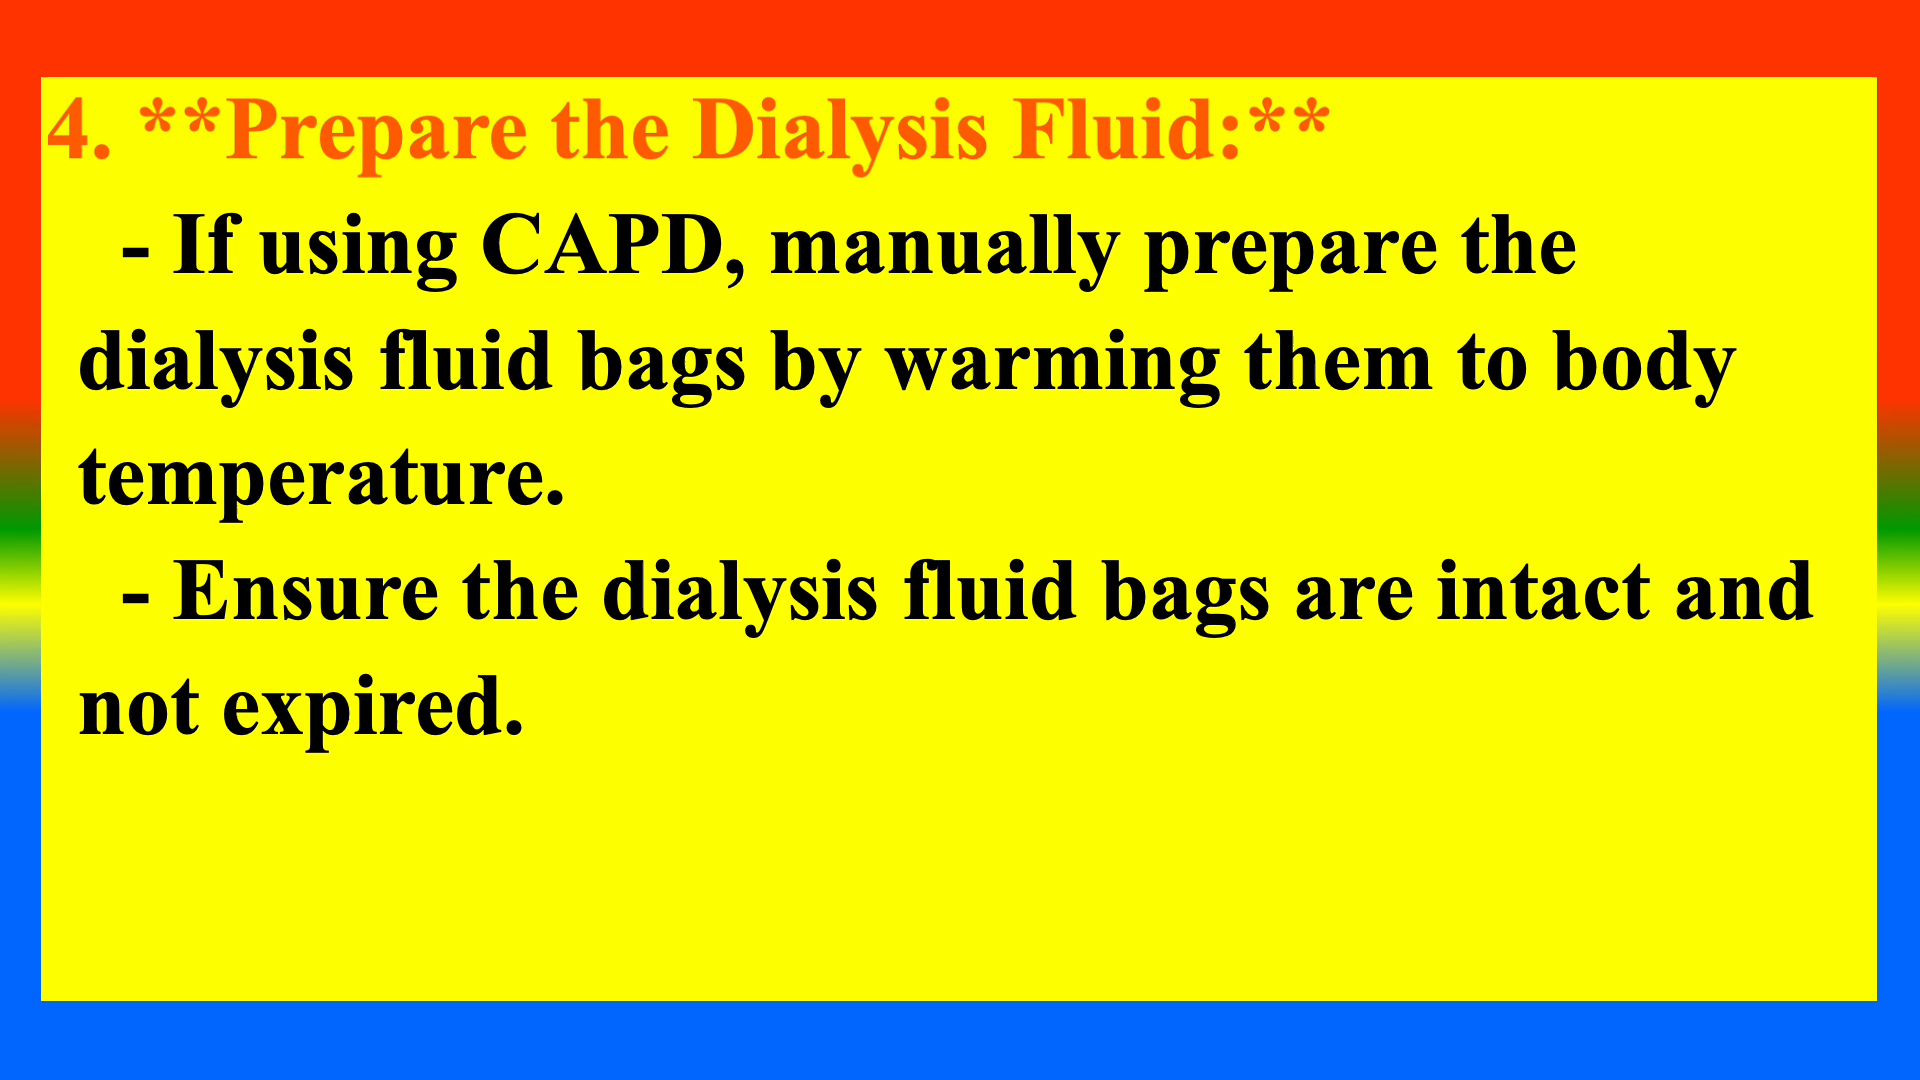 4. **Prepare the Dialysis Fluid:**
- If using CAPD, manually prepare the
dialysis fluid bags by warming them to body
temperature.
- Ensure the dialysis fluid bags are intact and
not expired.